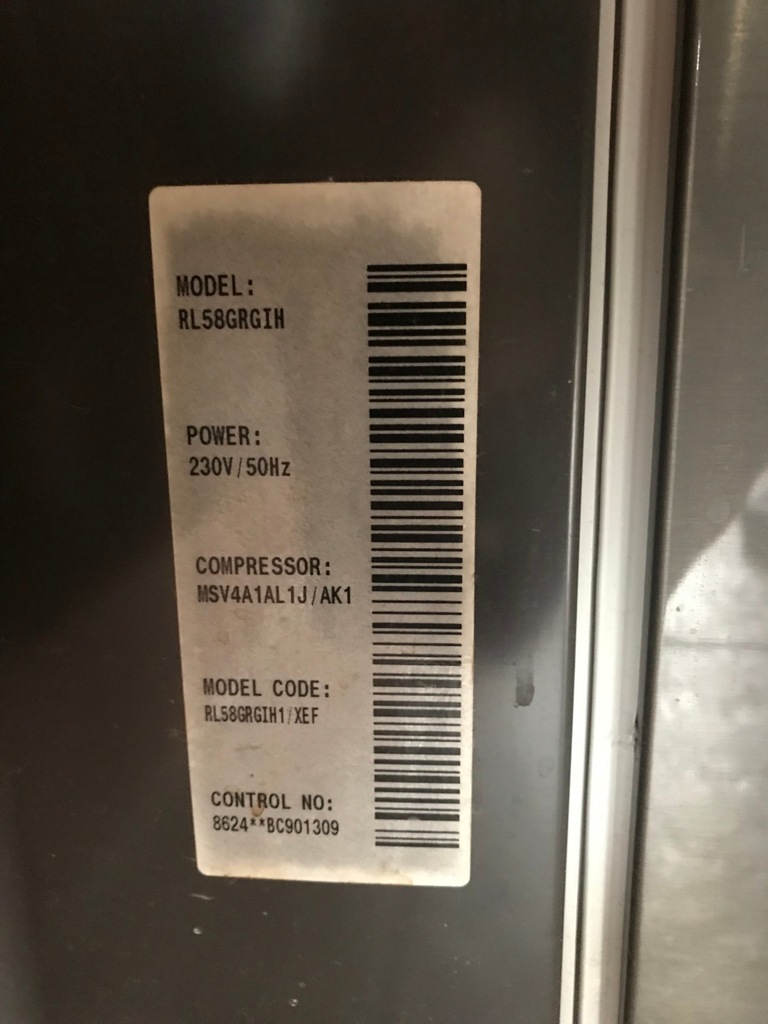 MODEL:
RL58GRGIH
POWER:
230V/50Hz
COMPRESSOR:
MSV4A1AL1J/AK1
MODEL CODE:
RL58GRGIH1/XEF
CONTROL NO:
8624**BC901309